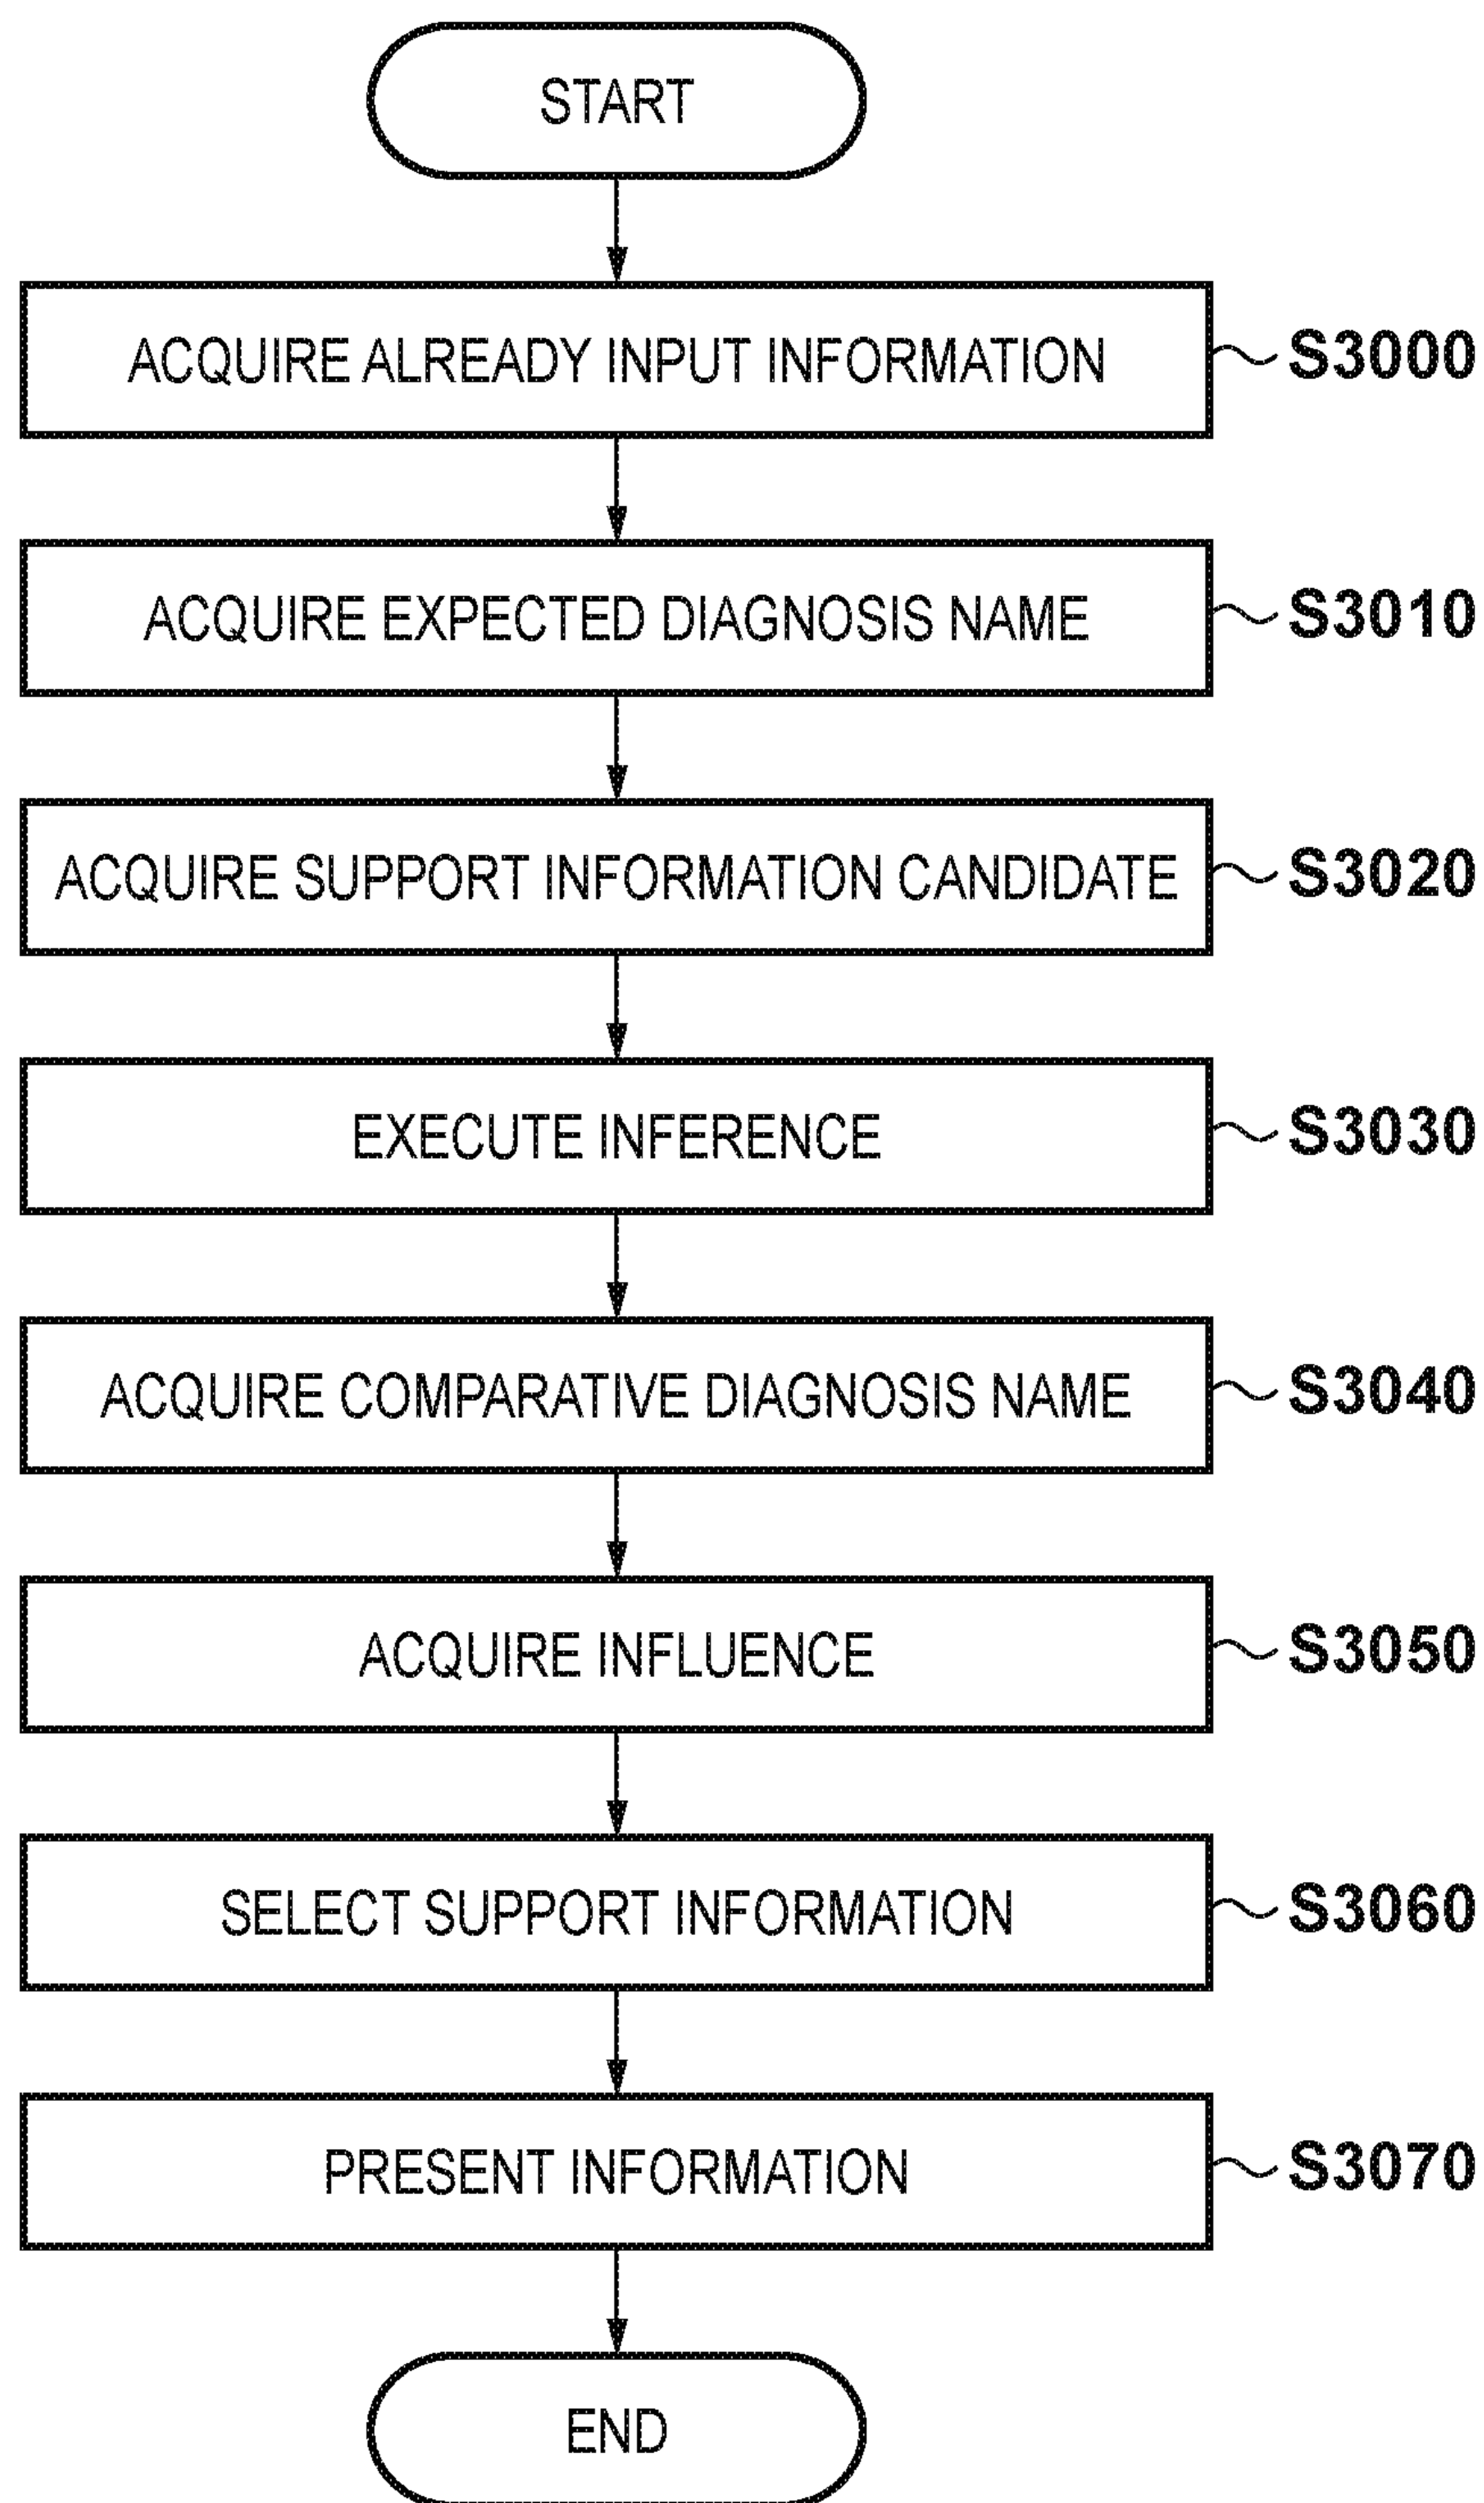 START
ACQUIRE ALREADY INPUT INFORMATION
S3000
ACQUIRE EXPECTED DIAGNOSIS NAME
S3010
ACQUIRE SUPPORT INFORMATION CANDIDATE
S3020
EXECUTE INFERENCE
S3030
ACQUIRE COMPARATIVE DIAGNOSIS NAME
S3040
ACQUIRE INFLUENCE
S3050
SELECT SUPPORT INFORMATION
S3060
PRESENT INFORMATION
S3070
END